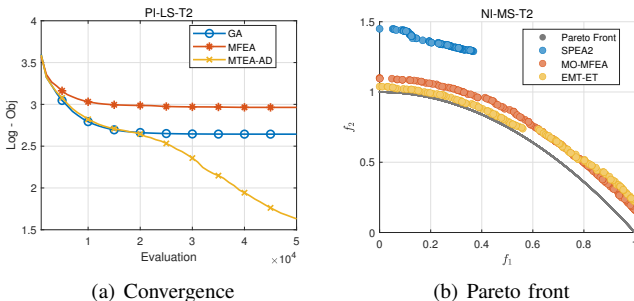 PI-LS-T2
GA
MFEA
MTEA-AD
Log - Obj
4
3.5
3
2.5
2
1.5
1
2
3
4
5
Evaluation
×10⁴
(a) Convergence
NI-MS-T2
Pareto Front
SPEA2
MO-MFEA
EMT-ET
f₂
1.5
1
0.5
0
0
0.2
0.4
0.6
0.8
1
f₁
(b) Pareto front